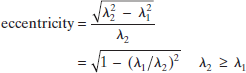 eccentricity = √(λ₂² − λ₁²) / λ₂
= √(1 − (λ₁/λ₂)²)   λ₂ ≥ λ₁